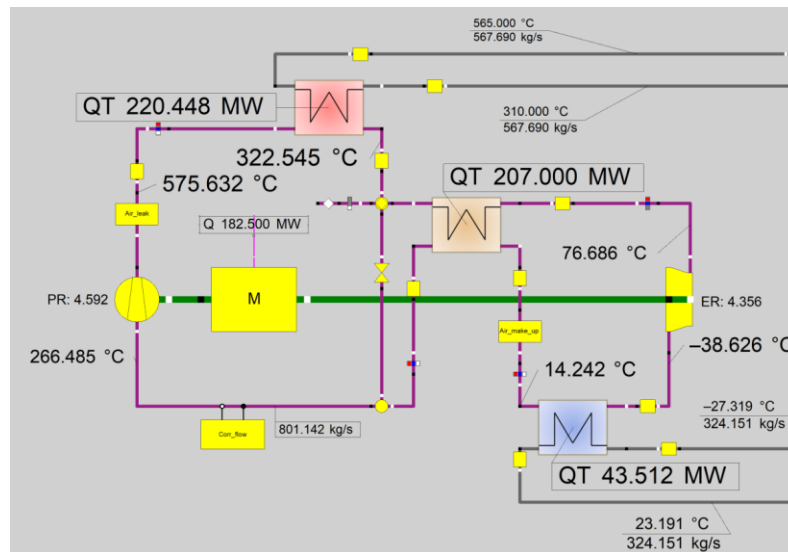 565.000 °C
567.690 kg/s
QT 220.448 MW
310.000 °C
567.690 kg/s
322.545 °C
575.632 °C
QT 207.000 MW
Air_leak
Q 182.500 MW
76.686 °C
PR: 4.592
M
ER: 4.356
Air_make_up
266.485 °C
14.242 °C
–38.626 °C
–27.319 °C
324.151 kg/s
Corr_flow
801.142 kg/s
QT 43.512 MW
23.191 °C
324.151 kg/s